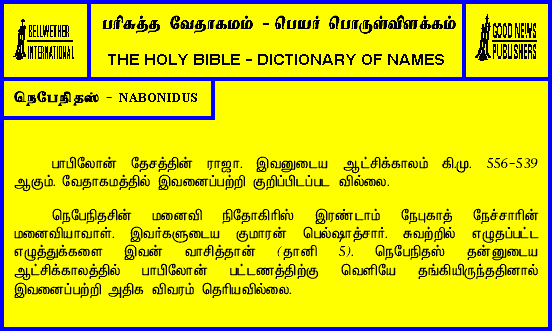 BELLWETHER
INTERNATIONAL
பரிசுத்த வேதாகமம் - பெயர் பொருள்விளக்கம்
THE HOLY BIBLE - DICTIONARY OF NAMES
GOOD NEWS
PUBLISHERS
நெபேநிதஸ் - NABONIDUS
பாபிலோன் தேசத்தின் ராஜா. இவனுடைய ஆட்சிக்காலம் கி.மு. 556-539
ஆகும். வேதாகமத்தில் இவனைப்பற்றி குறிப்பிடப்பட வில்லை.
நெபேநிதசின் மனைவி நிதோகிரிஸ் இரண்டாம் நேபுகாத் நேச்சாரின்
மனைவியாவாள். இவர்களுடைய குமாரன் பெல்ஷாத்சார். சுவற்றில் எழுதப்பட்ட
எழுத்துக்களை இவன் வாசித்தான் (தானி 5). நெபேநிதஸ் தன்னுடைய
ஆட்சிக்காலத்தில் பாபிலோன் பட்டணத்திற்கு வெளியே தங்கியிருந்ததினால்
இவனைப்பற்றி அதிக விவரம் தெரியவில்லை.